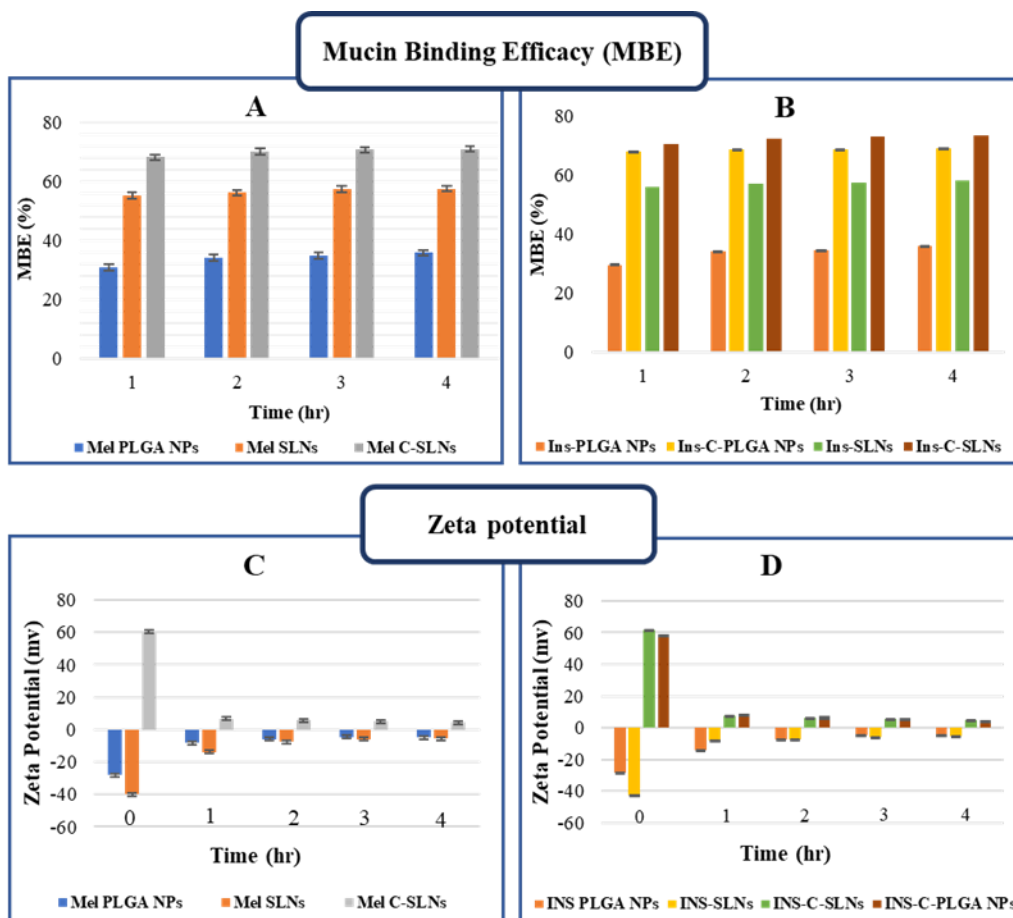 Mucin Binding Efficacy (MBE)
A
80
60
40
20
0
MBE (%)
1 2 3 4
Time (hr)
Mel PLGA NPs Mel SLNs Mel C-SLNs
B
80
60
40
20
0
MBE (%)
1 2 3 4
Time (hr)
Ins-PLGA NPs Ins-C-PLGA NPs Ins-SLNs Ins-C-SLNs
Zeta potential
C
80
60
40
20
0
-20
-40
-60
Zeta Potential (mv)
0 1 2 3 4
Time (hr)
Mel PLGA NPs Mel SLNs Mel C-SLNs
D
80
60
40
20
0
-20
-40
-60
Zeta Potential (mv)
0 1 2 3 4
Time (hr)
INS PLGA NPs INS-SLNs INS-C-SLNs INS-C-PLGA NPs